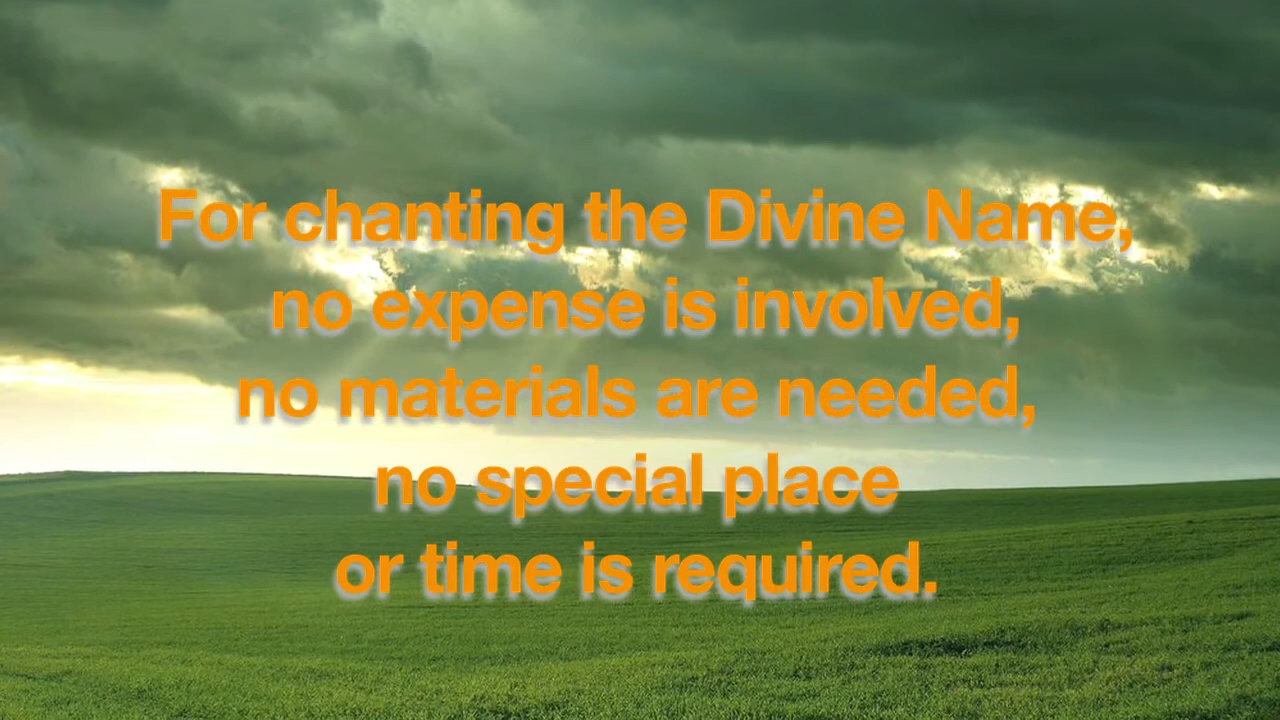 For chanting the Divine Name,
no expense is involved,
no materials are needed,
no special place
or time is required.